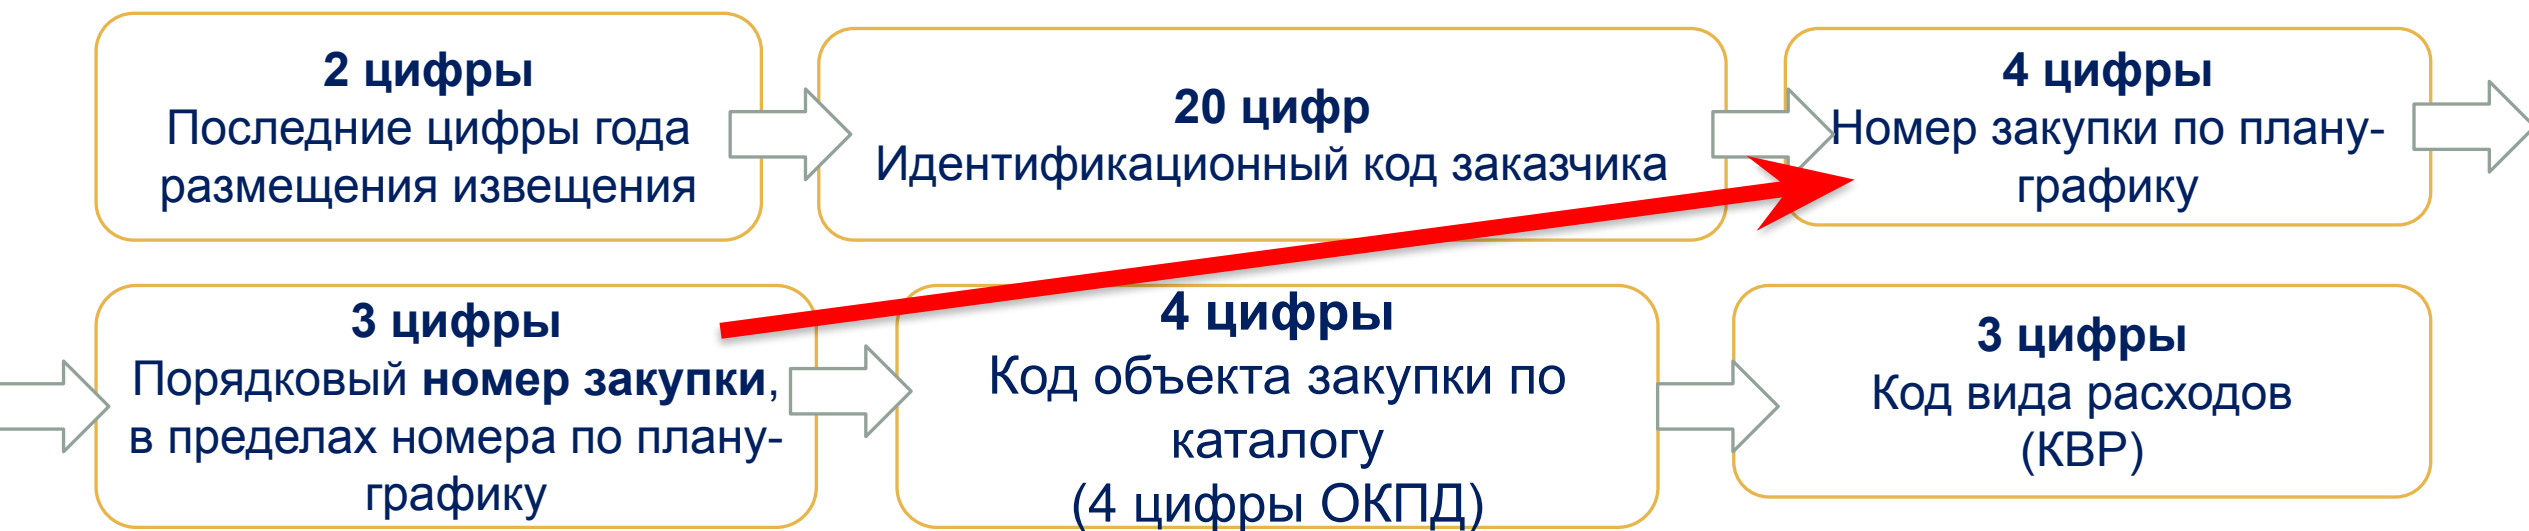 2 цифры
Последние цифры года
размещения извещения
20 цифр
Идентификационный код заказчика
4 цифры
Номер закупки по плану-
графику
3 цифры
Порядковый номер закупки,
в пределах номера по плану-
графику
4 цифры
Код объекта закупки по
каталогу
(4 цифры ОКПД)
3 цифры
Код вида расходов
(КВР)